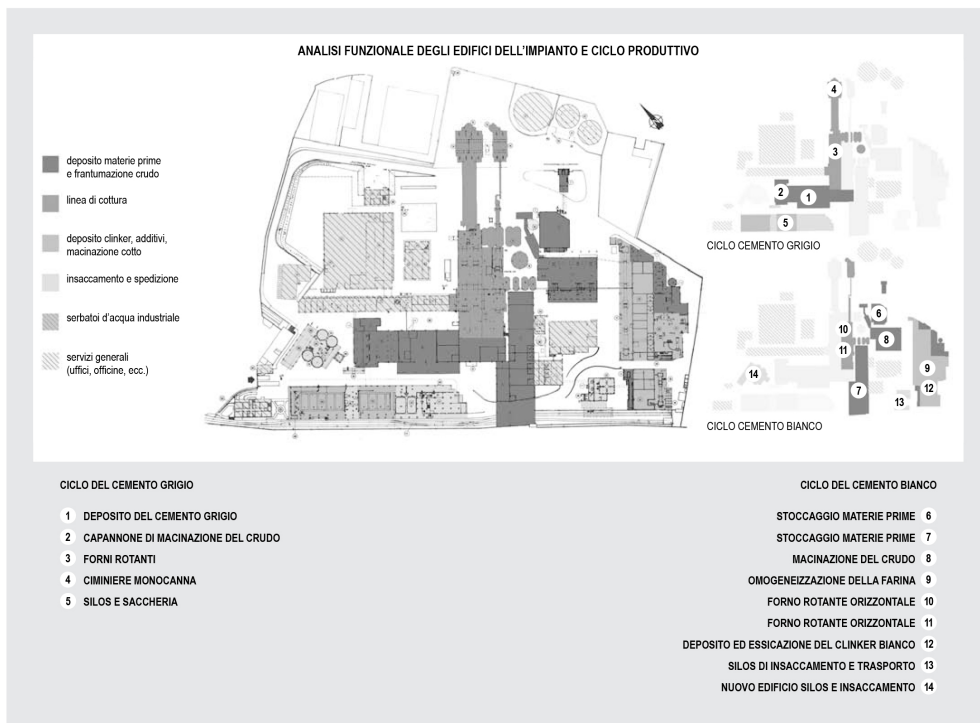 ANALISI FUNZIONALE DEGLI EDIFICI DELL'IMPIANTO E CICLO PRODUTTIVO
deposito materie prime
e frantumazione crudo
linea di cottura
deposito clinker, additivi,
macinazione cotto
insaccamento e spedizione
serbatoi d'acqua industriale
servizi generali
(uffici, officine, ecc.)
4
3
2
1
5
CICLO CEMENTO GRIGIO
6
10
8
11
9
14
7
12
13
CICLO CEMENTO BIANCO
CICLO DEL CEMENTO GRIGIO
1 DEPOSITO DEL CEMENTO GRIGIO
2 CAPANNONE DI MACINAZIONE DEL CRUDO
3 FORNI ROTANTI
4 CIMINIERE MONOCANNA
5 SILOS E SACCHERIA
CICLO DEL CEMENTO BIANCO
STOCCAGGIO MATERIE PRIME 6
STOCCAGGIO MATERIE PRIME 7
MACINAZIONE DEL CRUDO 8
OMOGENEIZZAZIONE DELLA FARINA 9
FORNO ROTANTE ORIZZONTALE 10
FORNO ROTANTE ORIZZONTALE 11
DEPOSITO ED ESSICAZIONE DEL CLINKER BIANCO 12
SILOS DI INSACCAMENTO E TRASPORTO 13
NUOVO EDIFICIO SILOS E INSACCAMENTO 14